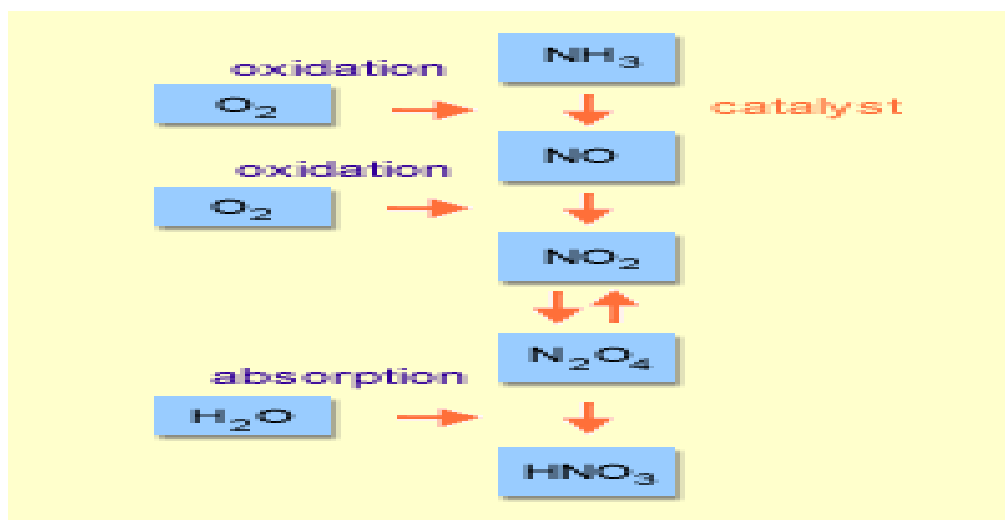 NH₃
oxidation
O₂
catalyst
NO
oxidation
O₂
NO₂
N₂O₄
absorption
H₂O
HNO₃